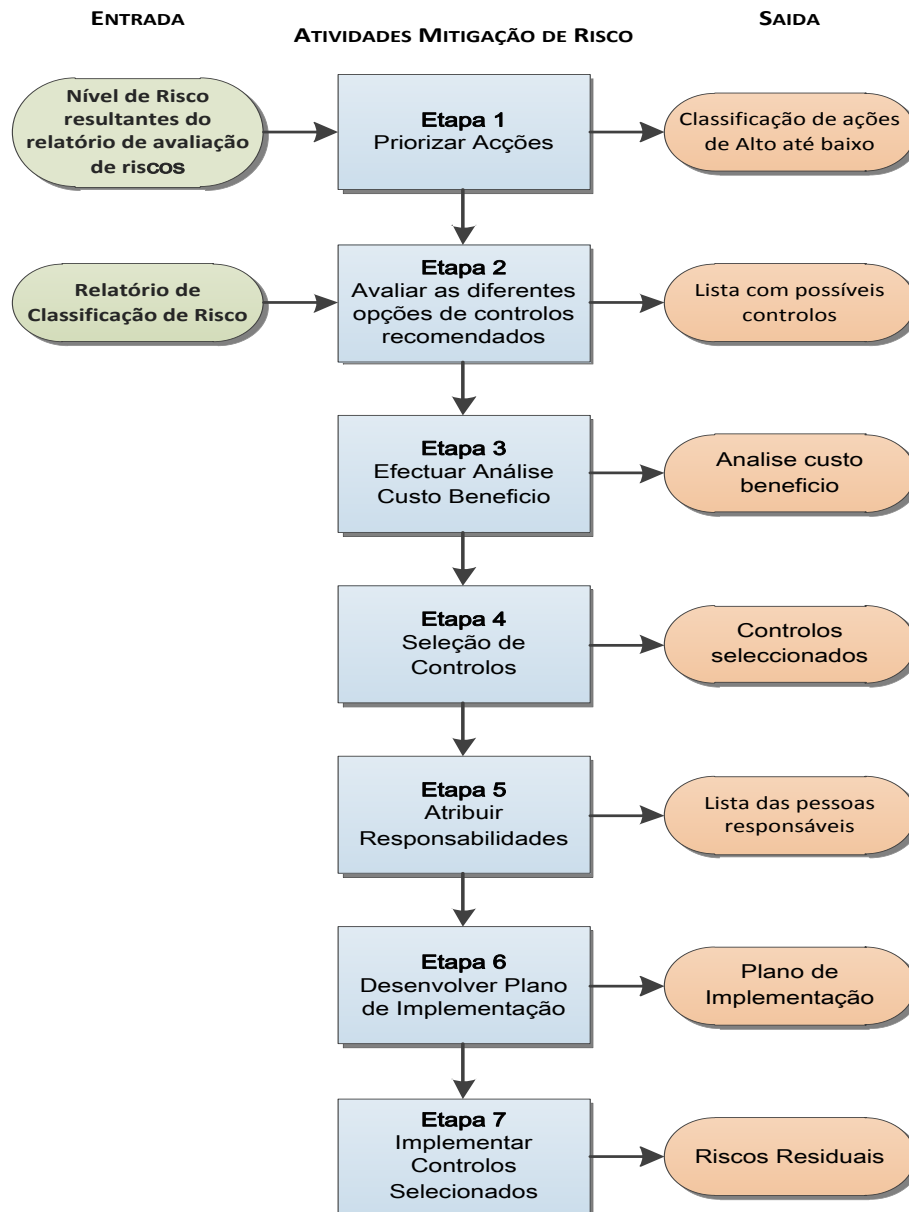 ENTRADA
ATIVIDADES MITIGAÇÃO DE RISCO
SAIDA
Nível de Risco
resultantes do
relatório de avaliação
de riscos
Etapa 1
Priorizar Acções
Classificação de ações
de Alto até baixo
Relatório de
Classificação de Risco
Etapa 2
Avaliar as diferentes
opções de controlos
recomendados
Lista com possíveis
controlos
Etapa 3
Efectuar Análise
Custo Beneficio
Analise custo
beneficio
Etapa 4
Seleção de
Controlos
Controlos
seleccionados
Etapa 5
Atribuir
Responsabilidades
Lista das pessoas
responsáveis
Etapa 6
Desenvolver Plano
de Implementação
Plano de
Implementação
Etapa 7
Implementar
Controlos
Selecionados
Riscos Residuais